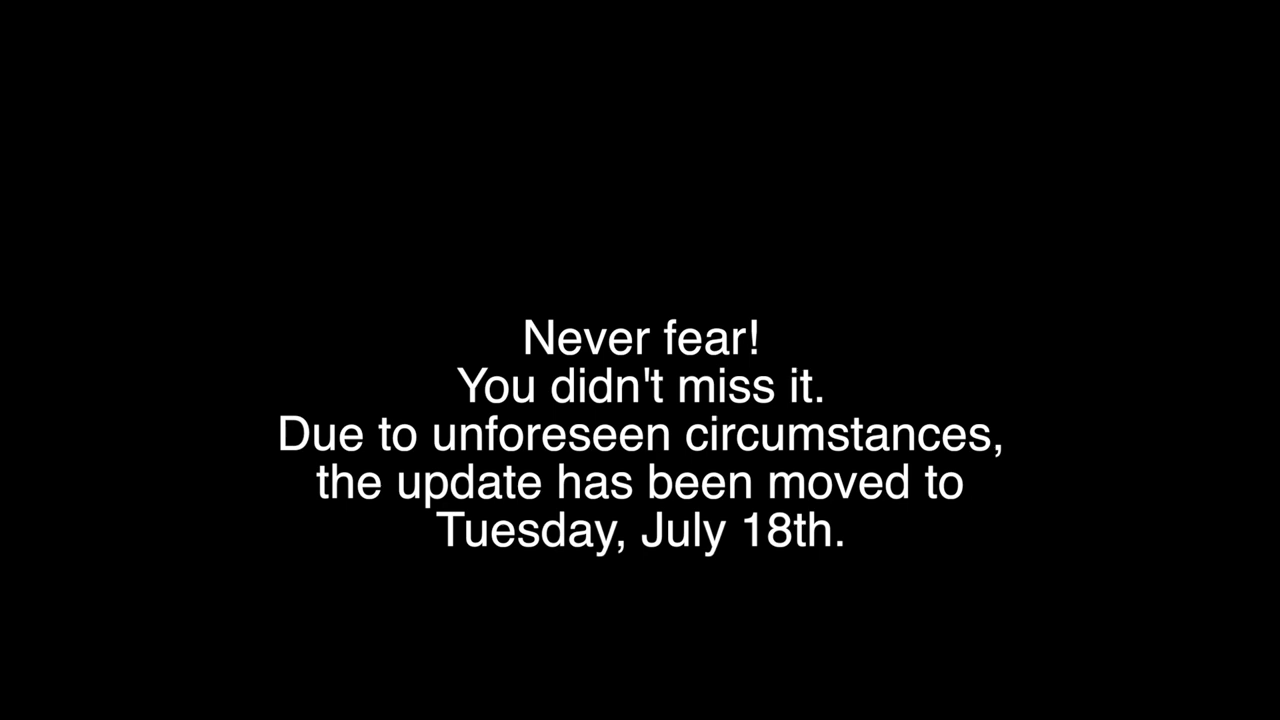 Never fear!
You didn't miss it.
Due to unforeseen circumstances,
the update has been moved to
Tuesday, July 18th.